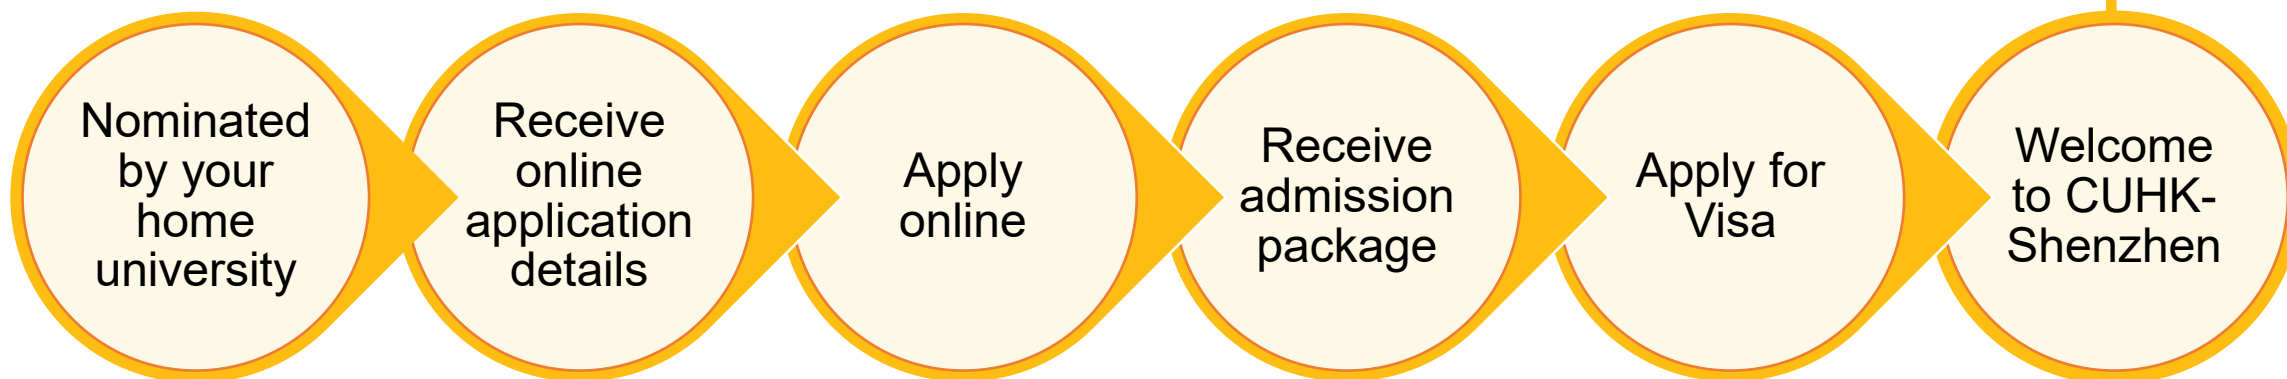 Nominated
by your
home
university
Receive
online
application
details
Apply
online
Receive
admission
package
Apply for
Visa
Welcome
to CUHK-
Shenzhen